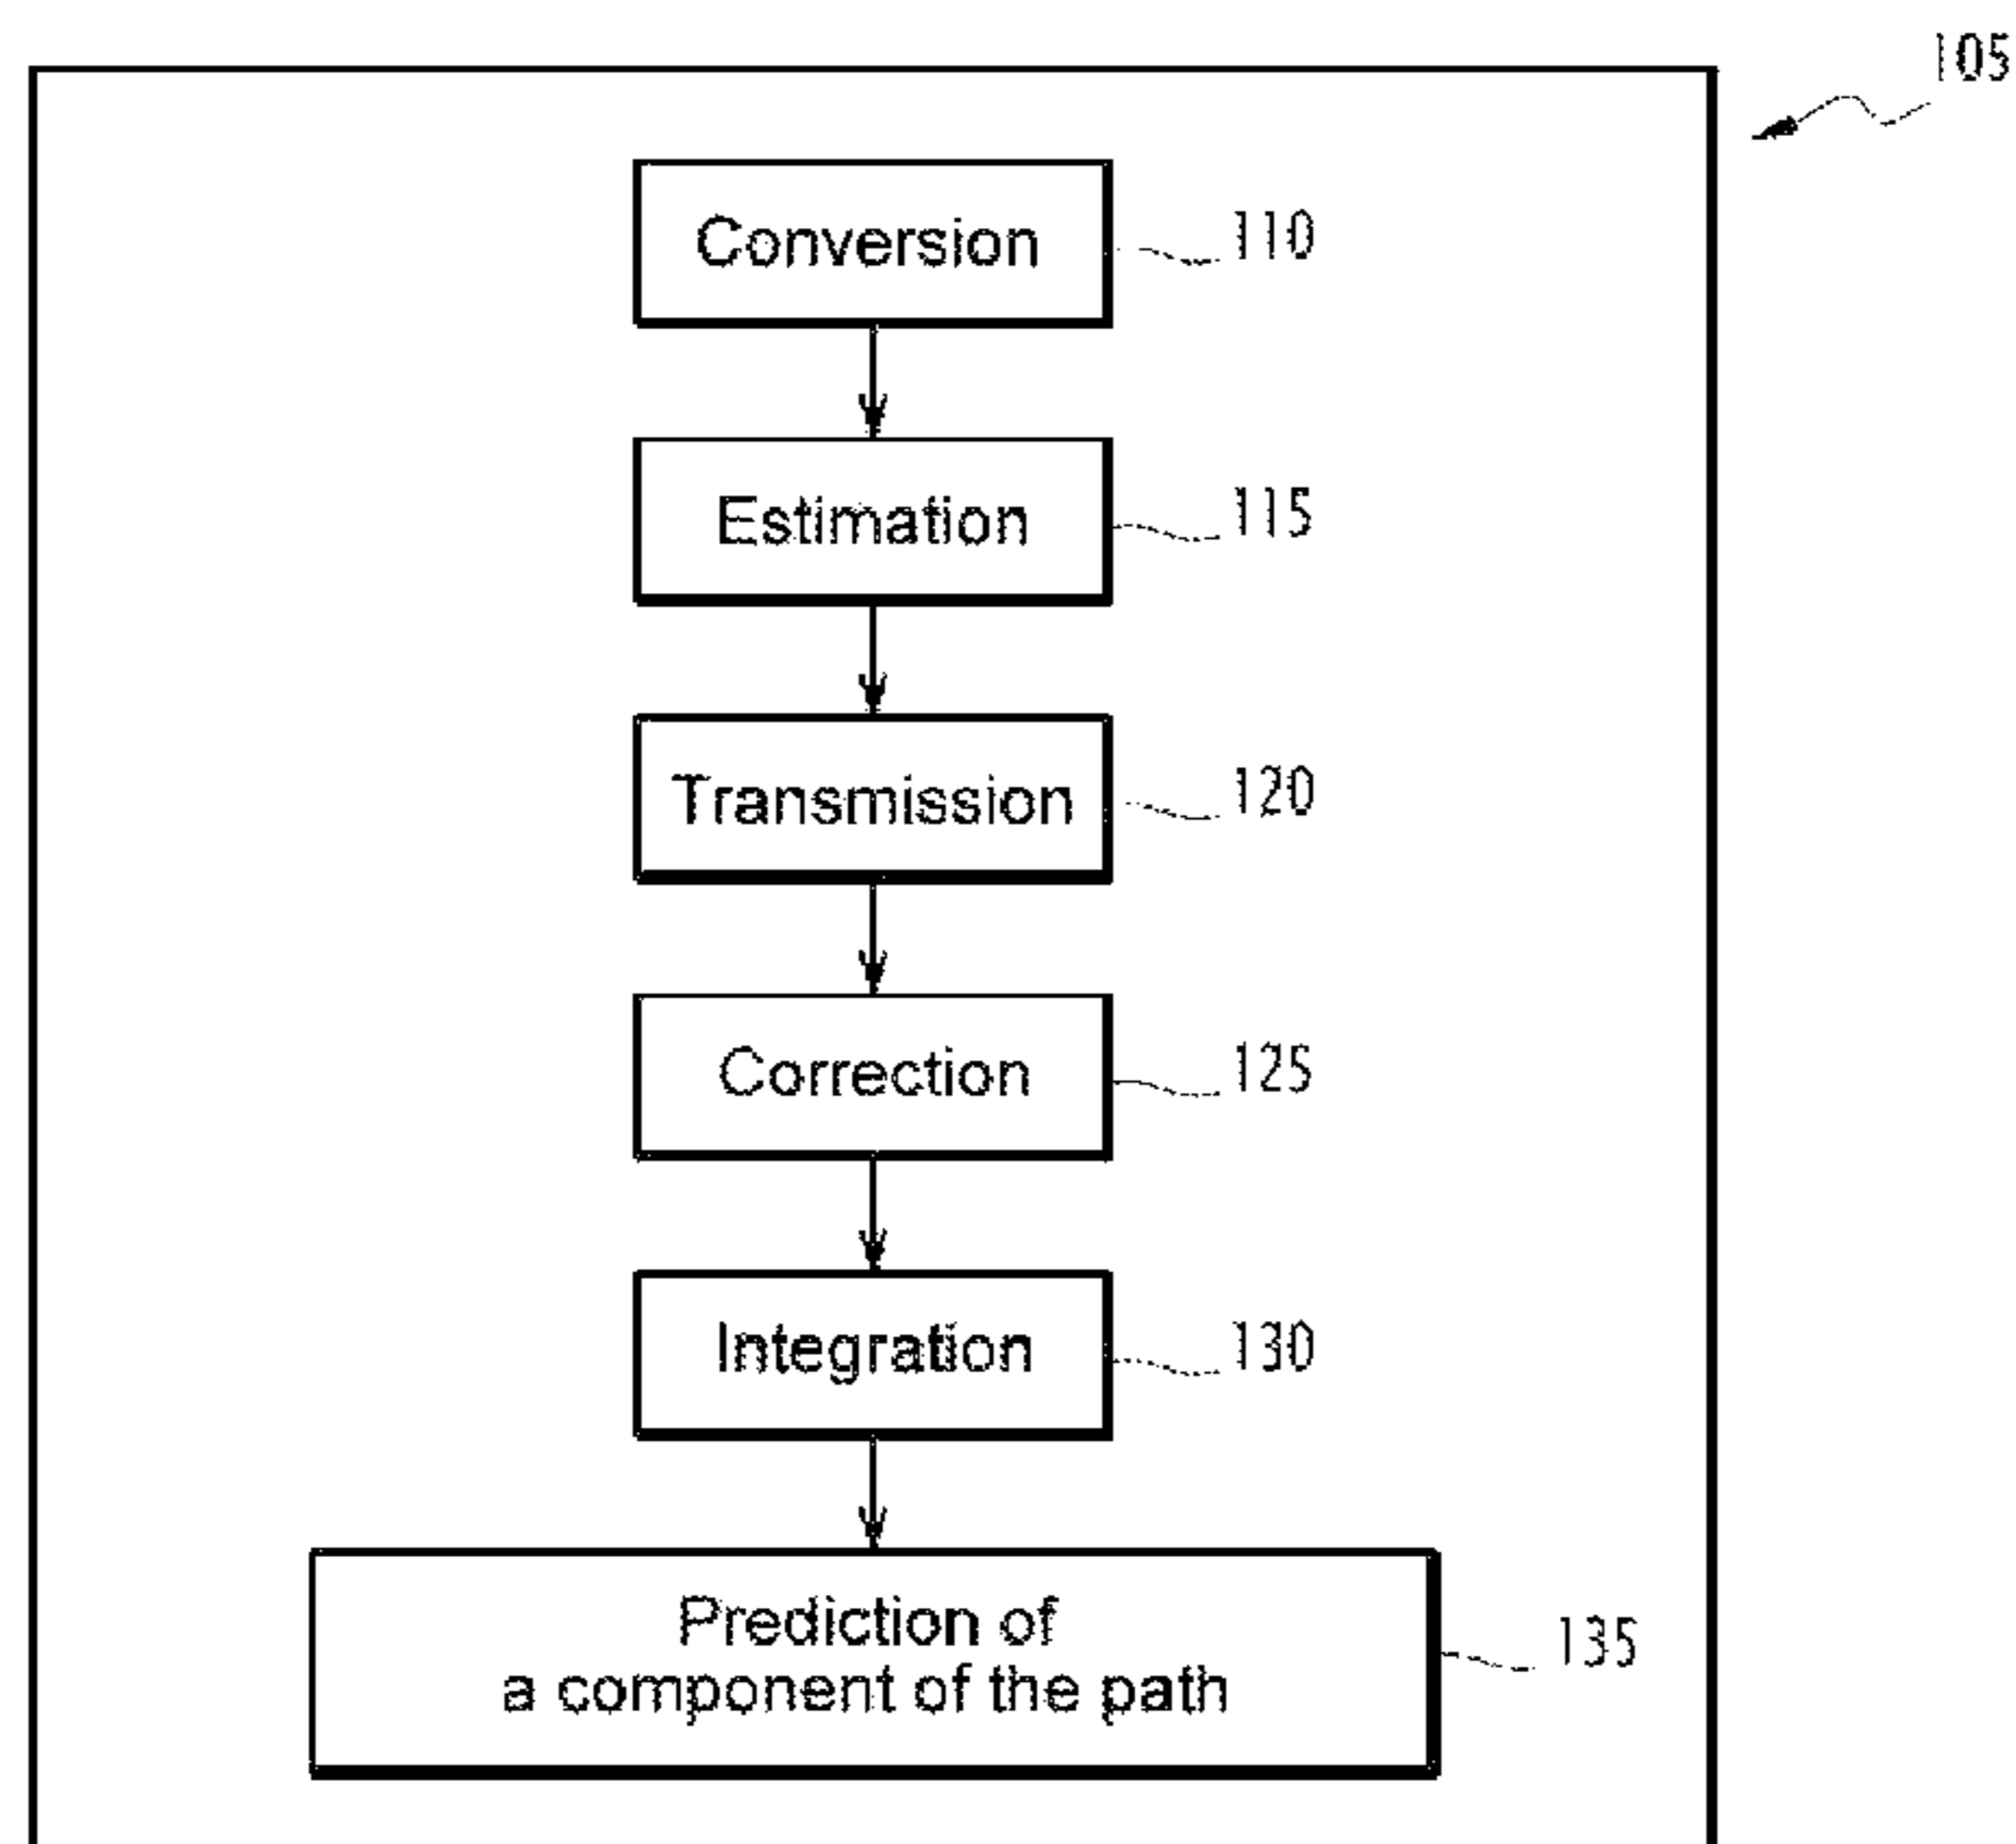 105
Conversion 110
Estimation 115
Transmission 120
Correction 125
Integration 130
Prediction of
a component of the path 135